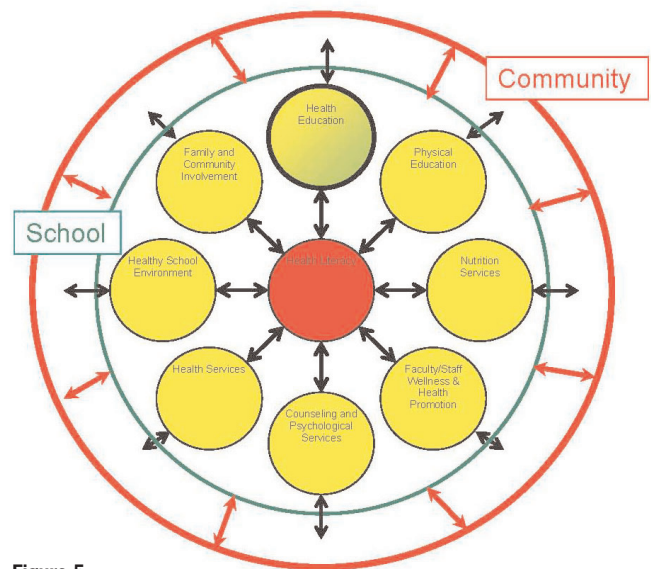 Community
School
Health
Education
Physical
Education
Nutrition
Services
Faculty/Staff
Wellness &
Health
Promotion
Counseling and
Psychological
Services
Health Services
Healthy School
Environment
Family and
Community
Involvement
Health
Figure 5